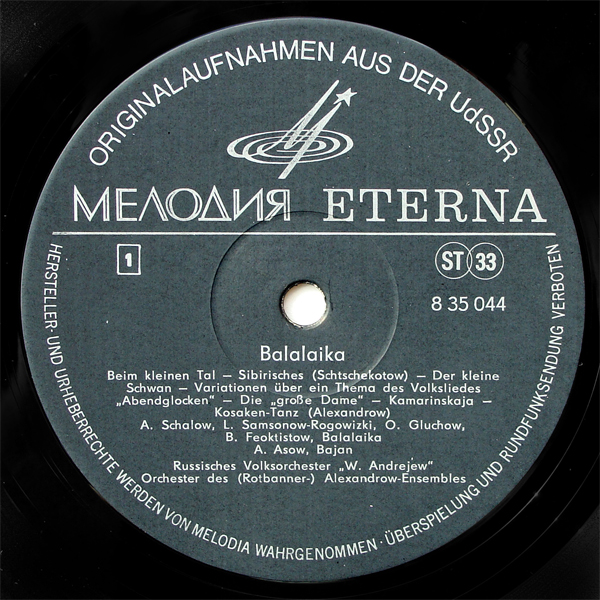 ORIGINALAUFNAHMEN AUS DER UdSSR
МЕЛОДИЯ ETERNA
1
ST 33
8 35 044
Balalaika
Beim kleinen Tal – Sibirisches (Schtschekotow) – Der kleine
Schwan – Variationen über ein Thema des Volksliedes
„Abendglocken" – Die „große Dame" – Kamarinskaja –
Kosaken-Tanz (Alexandrow)
A. Schalow, L. Samsonow-Rogowizki, O. Gluchow,
B. Feoktistow, Balalaika
A. Asow, Bajan
Russisches Volksorchester „W. Andrejew"
Orchester des (Rotbanner-) Alexandrow-Ensembles
HERSTELLER- UND URHEBERRECHTE WERDEN VON MELODIA WAHRGENOMMEN · ÜBERSPIELUNG UND RUNDFUNKSENDUNG VERBOTEN